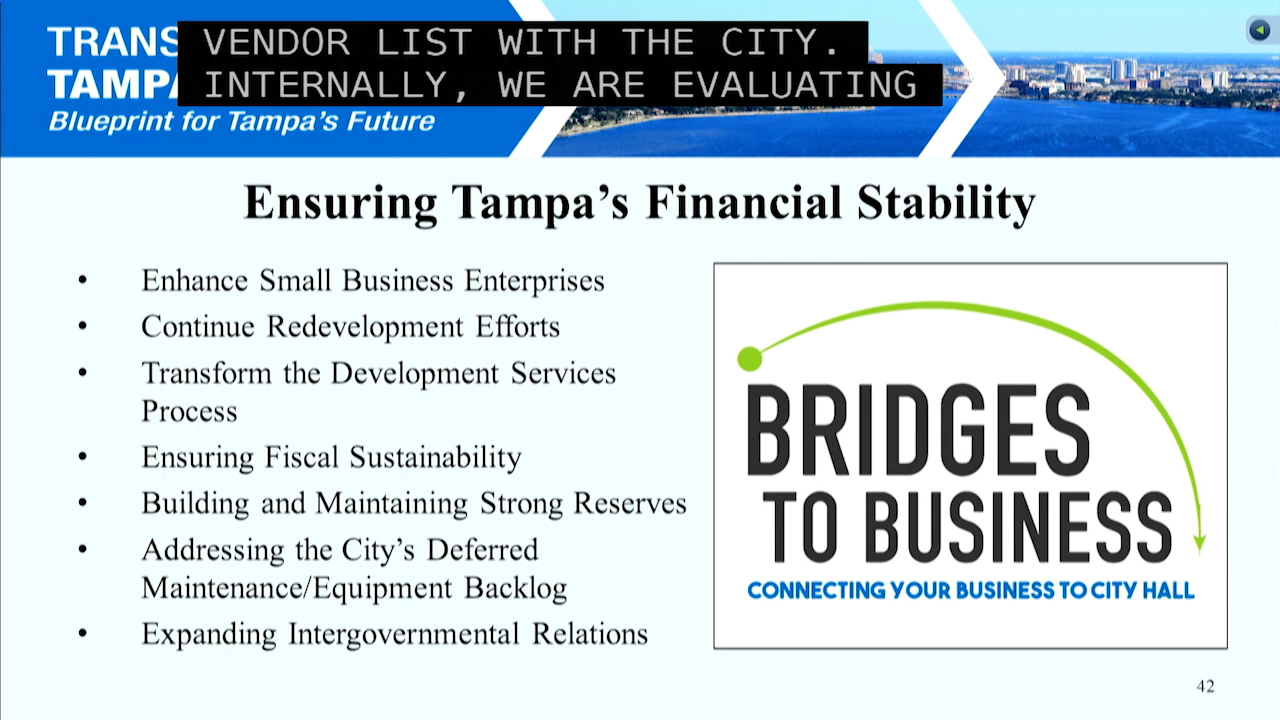 TRANS
TAMPA
VENDOR LIST WITH THE CITY.
INTERNALLY, WE ARE EVALUATING
Blueprint for Tampa's Future
Ensuring Tampa's Financial Stability
• Enhance Small Business Enterprises
• Continue Redevelopment Efforts
• Transform the Development Services
Process
• Ensuring Fiscal Sustainability
• Building and Maintaining Strong Reserves
• Addressing the City's Deferred
Maintenance/Equipment Backlog
• Expanding Intergovernmental Relations
BRIDGES
TO BUSINESS
CONNECTING YOUR BUSINESS TO CITY HALL
42